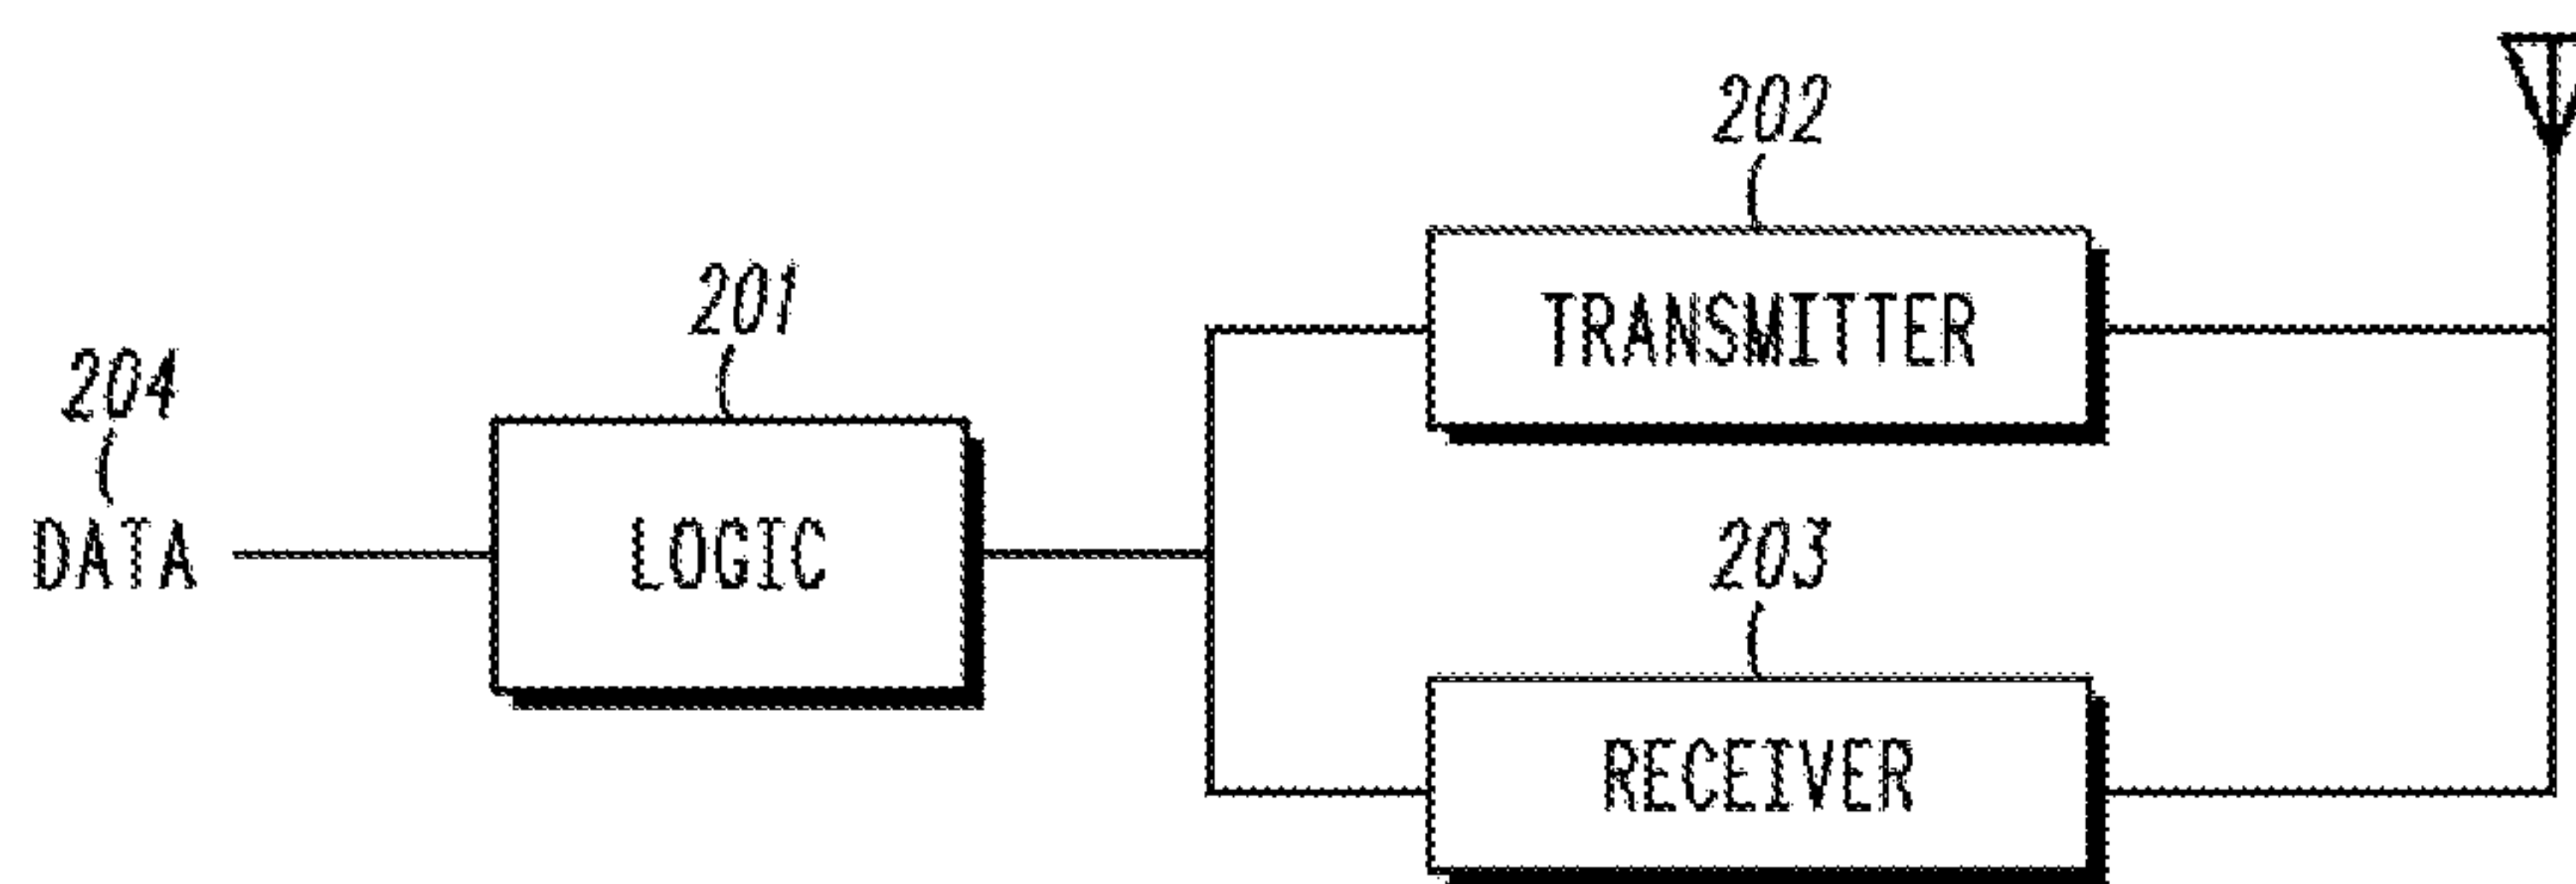 202
201
TRANSMITTER
204
DATA
LOGIC
203
RECEIVER